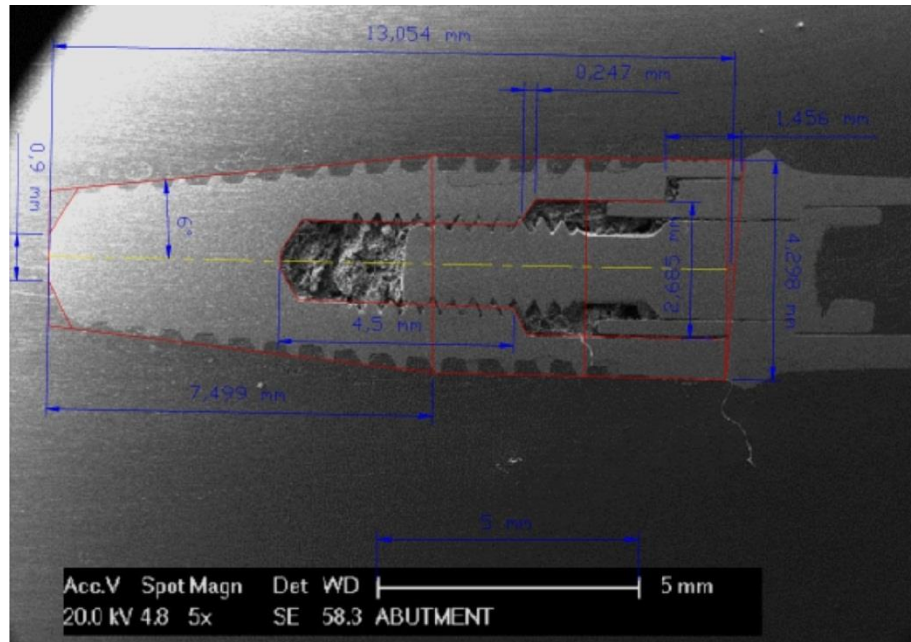 13,054 mm
0,247 mm
1,456 mm
0,9 mm
6°
2,685 mm
4,298 mm
4,5 mm
7,499 mm
5 mm
Acc.V Spot Magn Det WD 5 mm
20.0 kV 4.8 5x SE 58.3 ABUTMENT